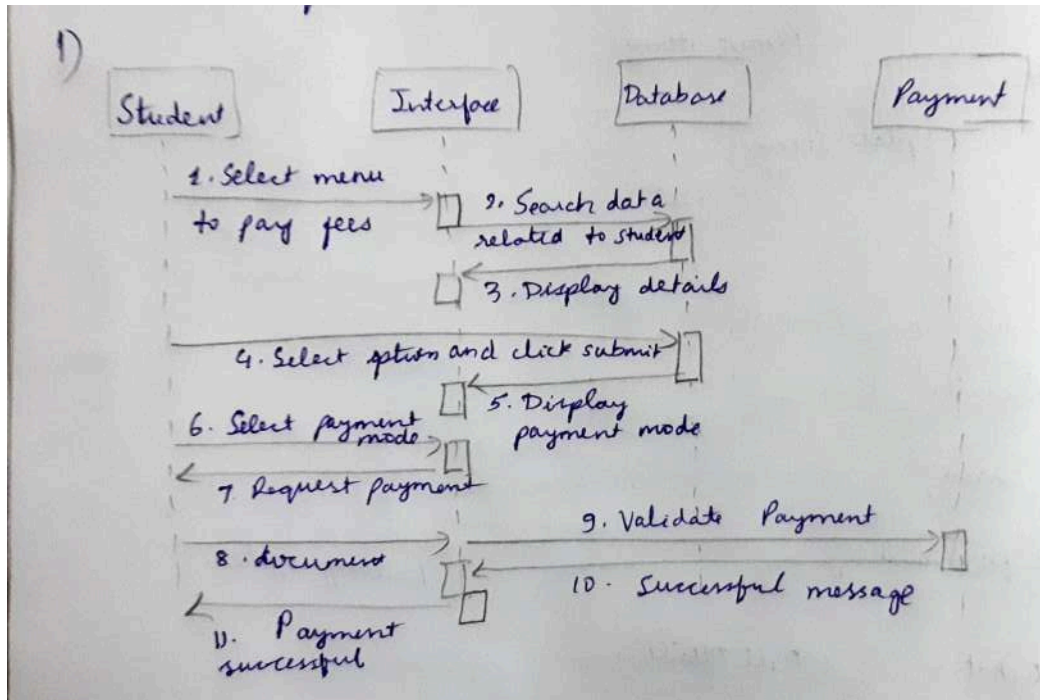 1)
Student
Interface
Database
Payment
1. Select menu
to pay fees
2. Search data
related to student
3. Display details
4. Select option and click submit
5. Display
payment mode
6. Select payment
mode
7 Request payment
8. document
9. Validate Payment
10. Successful message
11. Payment
successful